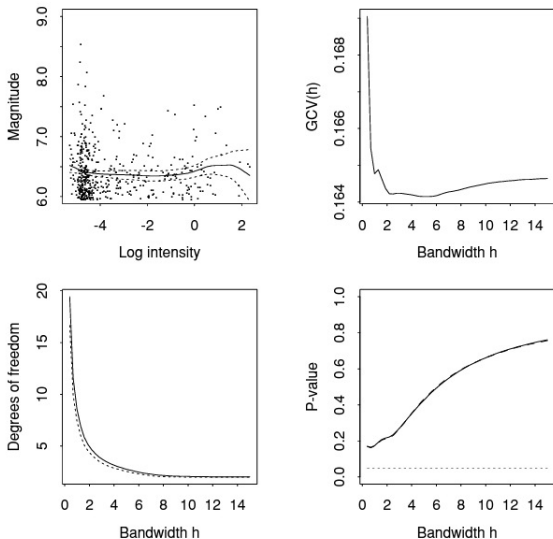 9.0
8.0
7.0
6.0
Magnitude
-4
-2
0
2
Log intensity
0.168
0.166
0.164
GCV(h)
0 2 4 6 8 10 12 14
Bandwidth h
20
15
10
5
Degrees of freedom
0 2 4 6 8 10 12 14
Bandwidth h
1.0
0.8
0.6
0.4
0.2
0.0
P-value
0 2 4 6 8 10 12 14
Bandwidth h